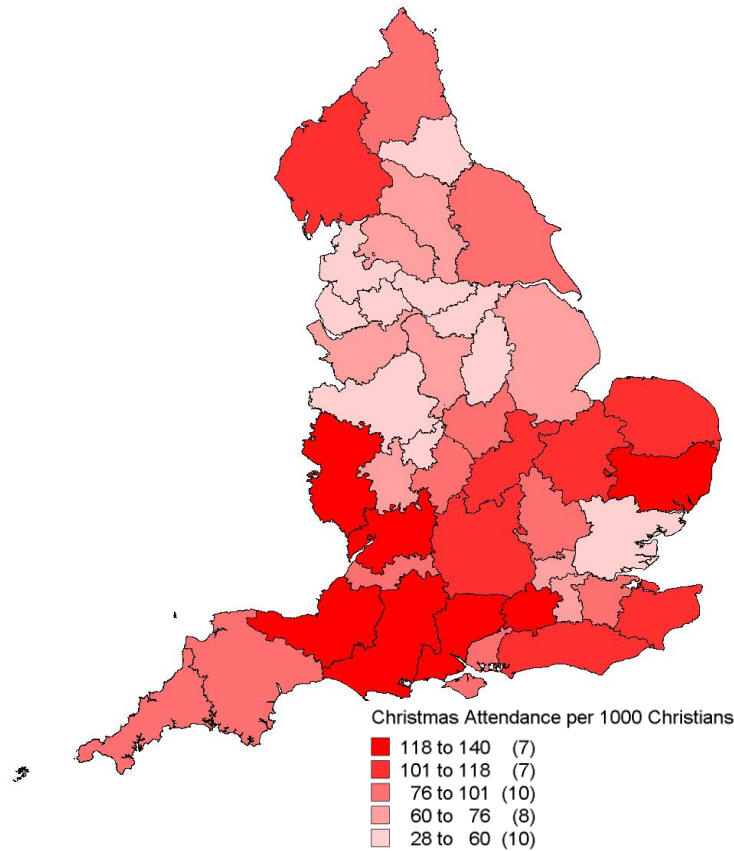 Christmas Attendance per 1000 Christians
118 to 140 (7)
101 to 118 (7)
76 to 101 (10)
60 to 76 (8)
28 to 60 (10)